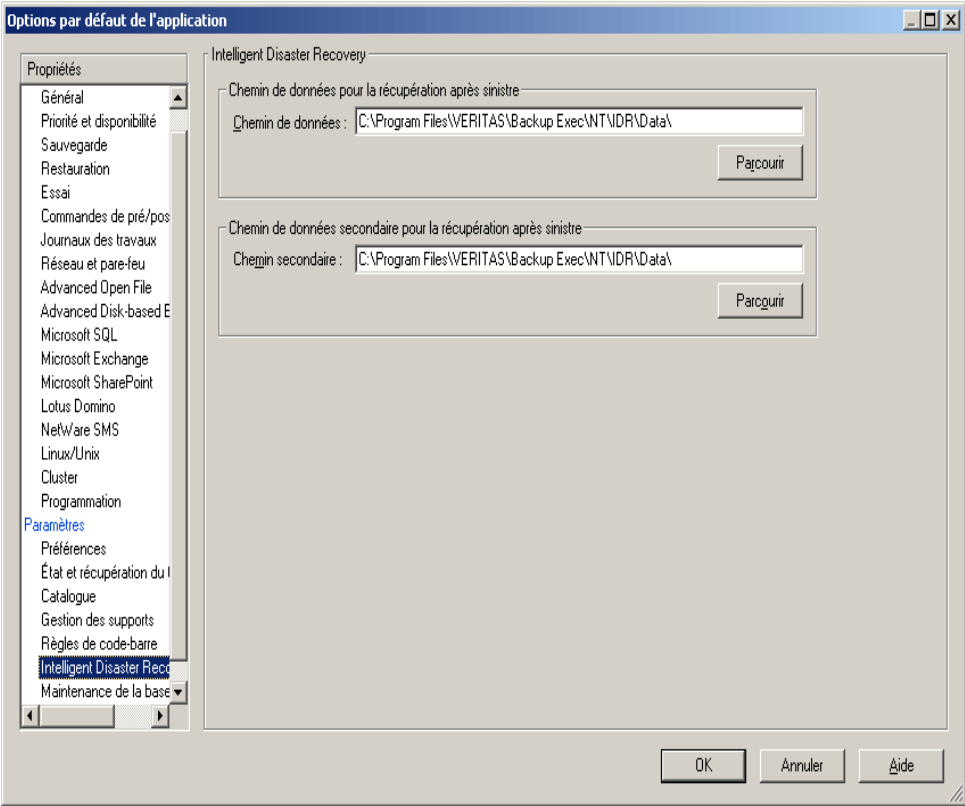 Options par défaut de l'application
Propriétés
Général
Priorité et disponibilité
Sauvegarde
Restauration
Essai
Commandes de pré/pos
Journaux des travaux
Réseau et pare-feu
Advanced Open File
Advanced Disk-based E
Microsoft SQL
Microsoft Exchange
Microsoft SharePoint
Lotus Domino
NetWare SMS
Linux/Unix
Cluster
Programmation
Paramètres
Préférences
État et récupération du
Catalogue
Gestion des supports
Règles de code-barre
Intelligent Disaster Reco
Maintenance de la base
Intelligent Disaster Recovery
Chemin de données pour la récupération après sinistre
Chemin de données : C:\Program Files\VERITAS\Backup Exec\NT\IDR\Data\
Parcourir
Chemin de données secondaire pour la récupération après sinistre
Chemin secondaire : C:\Program Files\VERITAS\Backup Exec\NT\IDR\Data\
Parcourir
OK Annuler Aide